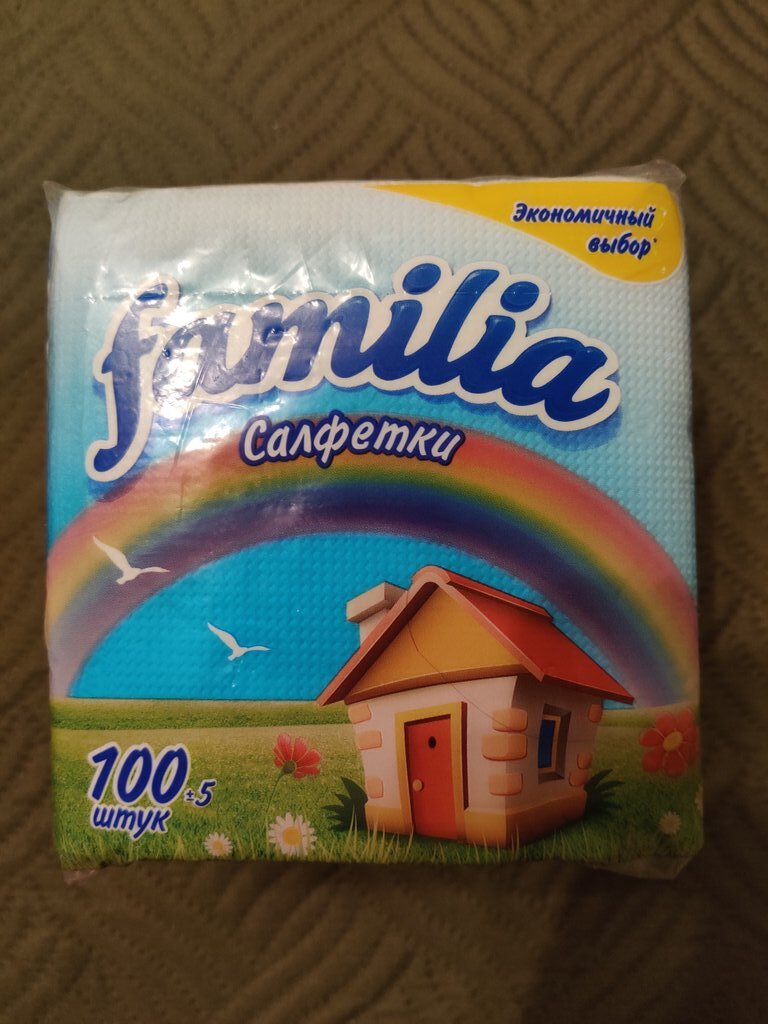 Экономичный
выбор*
familia
Салфетки
100 ±5
штук